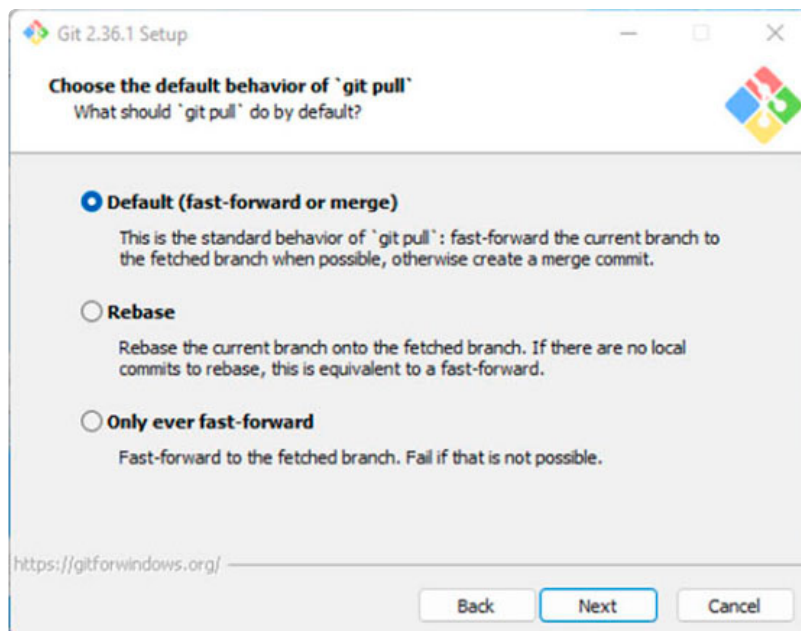 Git 2.36.1 Setup
Choose the default behavior of `git pull`
What should `git pull` do by default?
Default (fast-forward or merge)
This is the standard behavior of `git pull`: fast-forward the current branch to
the fetched branch when possible, otherwise create a merge commit.
Rebase
Rebase the current branch onto the fetched branch. If there are no local
commits to rebase, this is equivalent to a fast-forward.
Only ever fast-forward
Fast-forward to the fetched branch. Fail if that is not possible.
https://gitforwindows.org/
Back Next Cancel